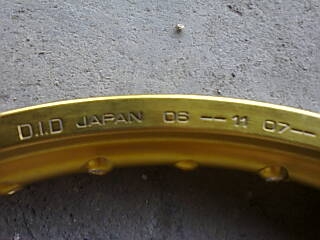 D.I.D JAPAN 06 -- 11 07--